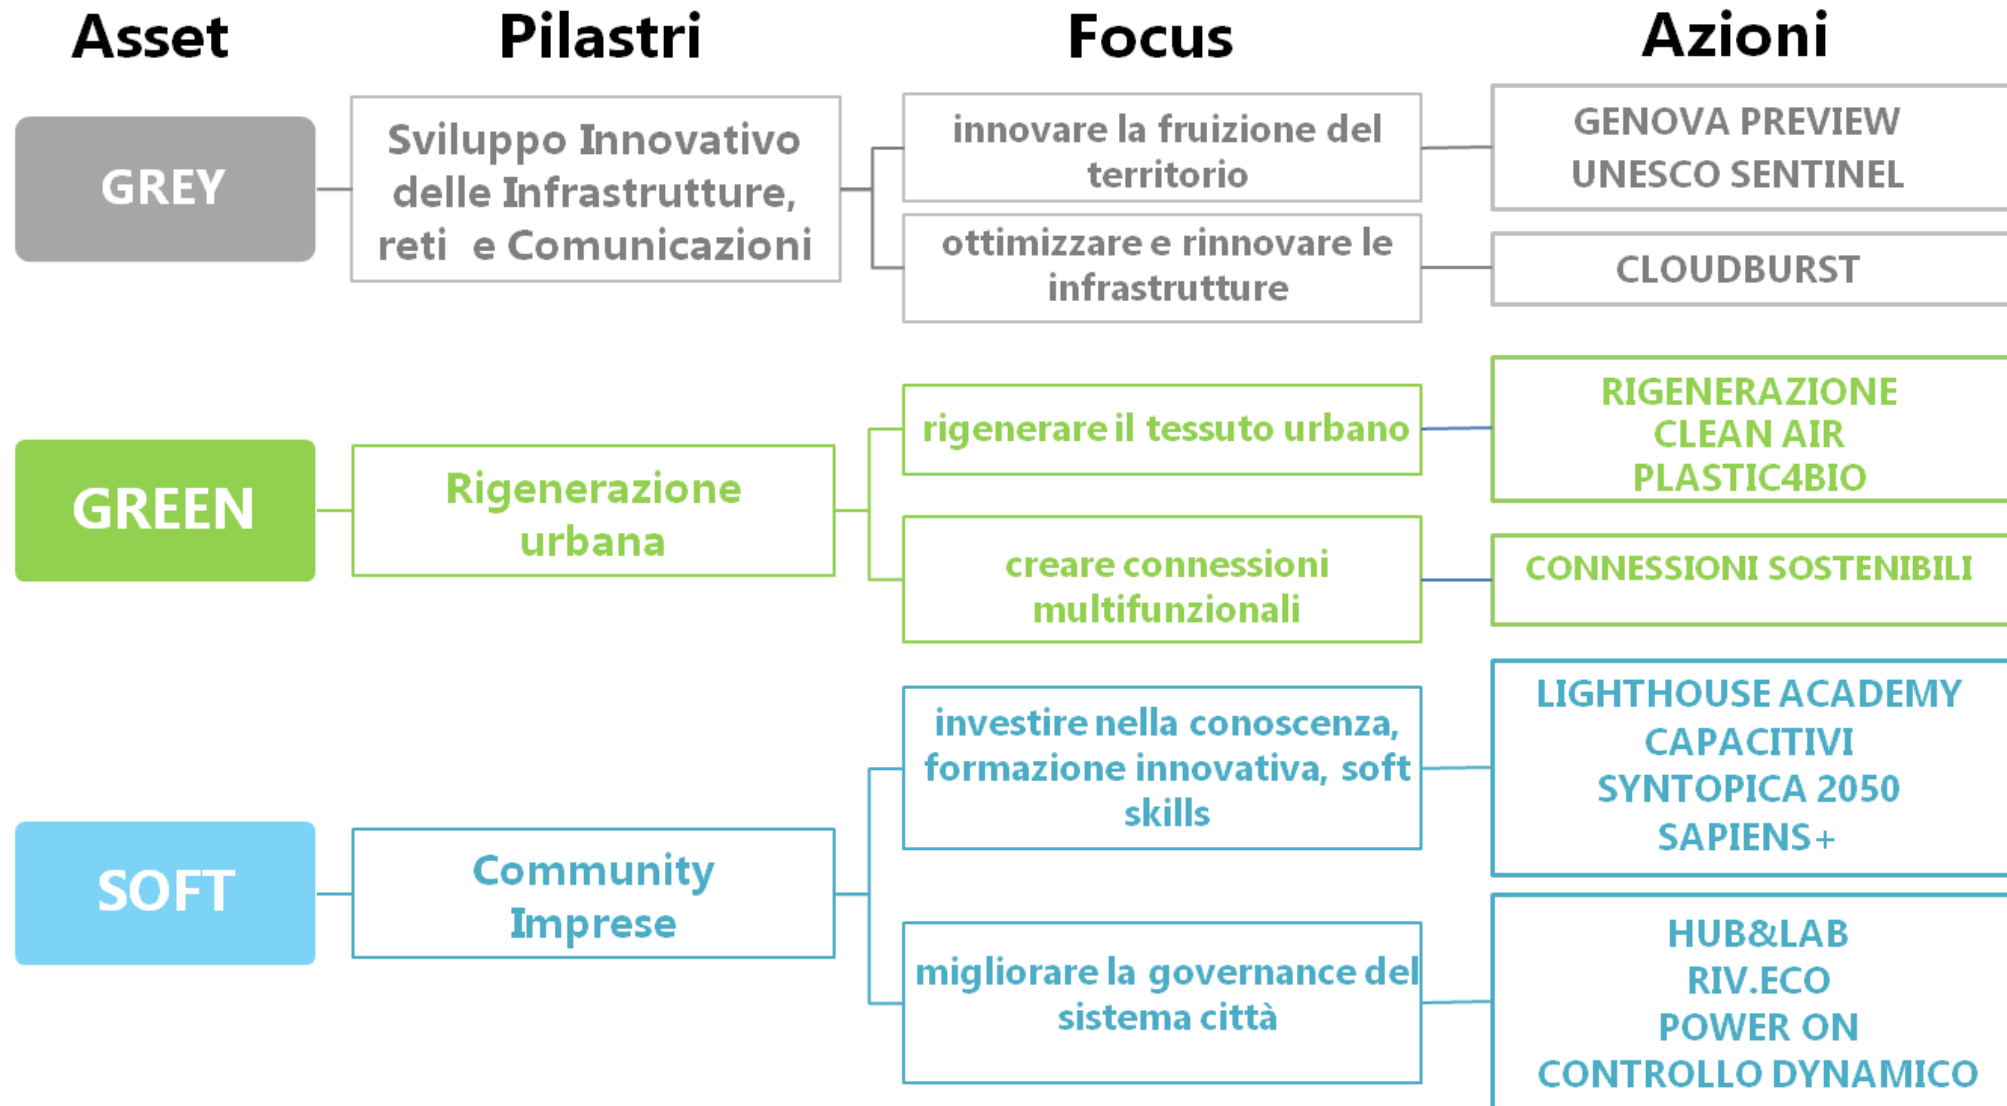 Asset
Pilastri
Focus
Azioni
GREY
Sviluppo Innovativo
delle Infrastrutture,
reti e Comunicazioni
innovare la fruizione del
territorio
GENOVA PREVIEW
UNESCO SENTINEL
ottimizzare e rinnovare le
infrastrutture
CLOUDBURST
GREEN
Rigenerazione
urbana
rigenerare il tessuto urbano
RIGENERAZIONE
CLEAN AIR
PLASTIC4BIO
creare connessioni
multifunzionali
CONNESSIONI SOSTENIBILI
SOFT
Community
Imprese
investire nella conoscenza,
formazione innovativa, soft
skills
LIGHTHOUSE ACADEMY
CAPACITIVI
SYNTOPICA 2050
SAPIENS+
migliorare la governance del
sistema città
HUB&LAB
RIV.ECO
POWER ON
CONTROLLO DYNAMICO